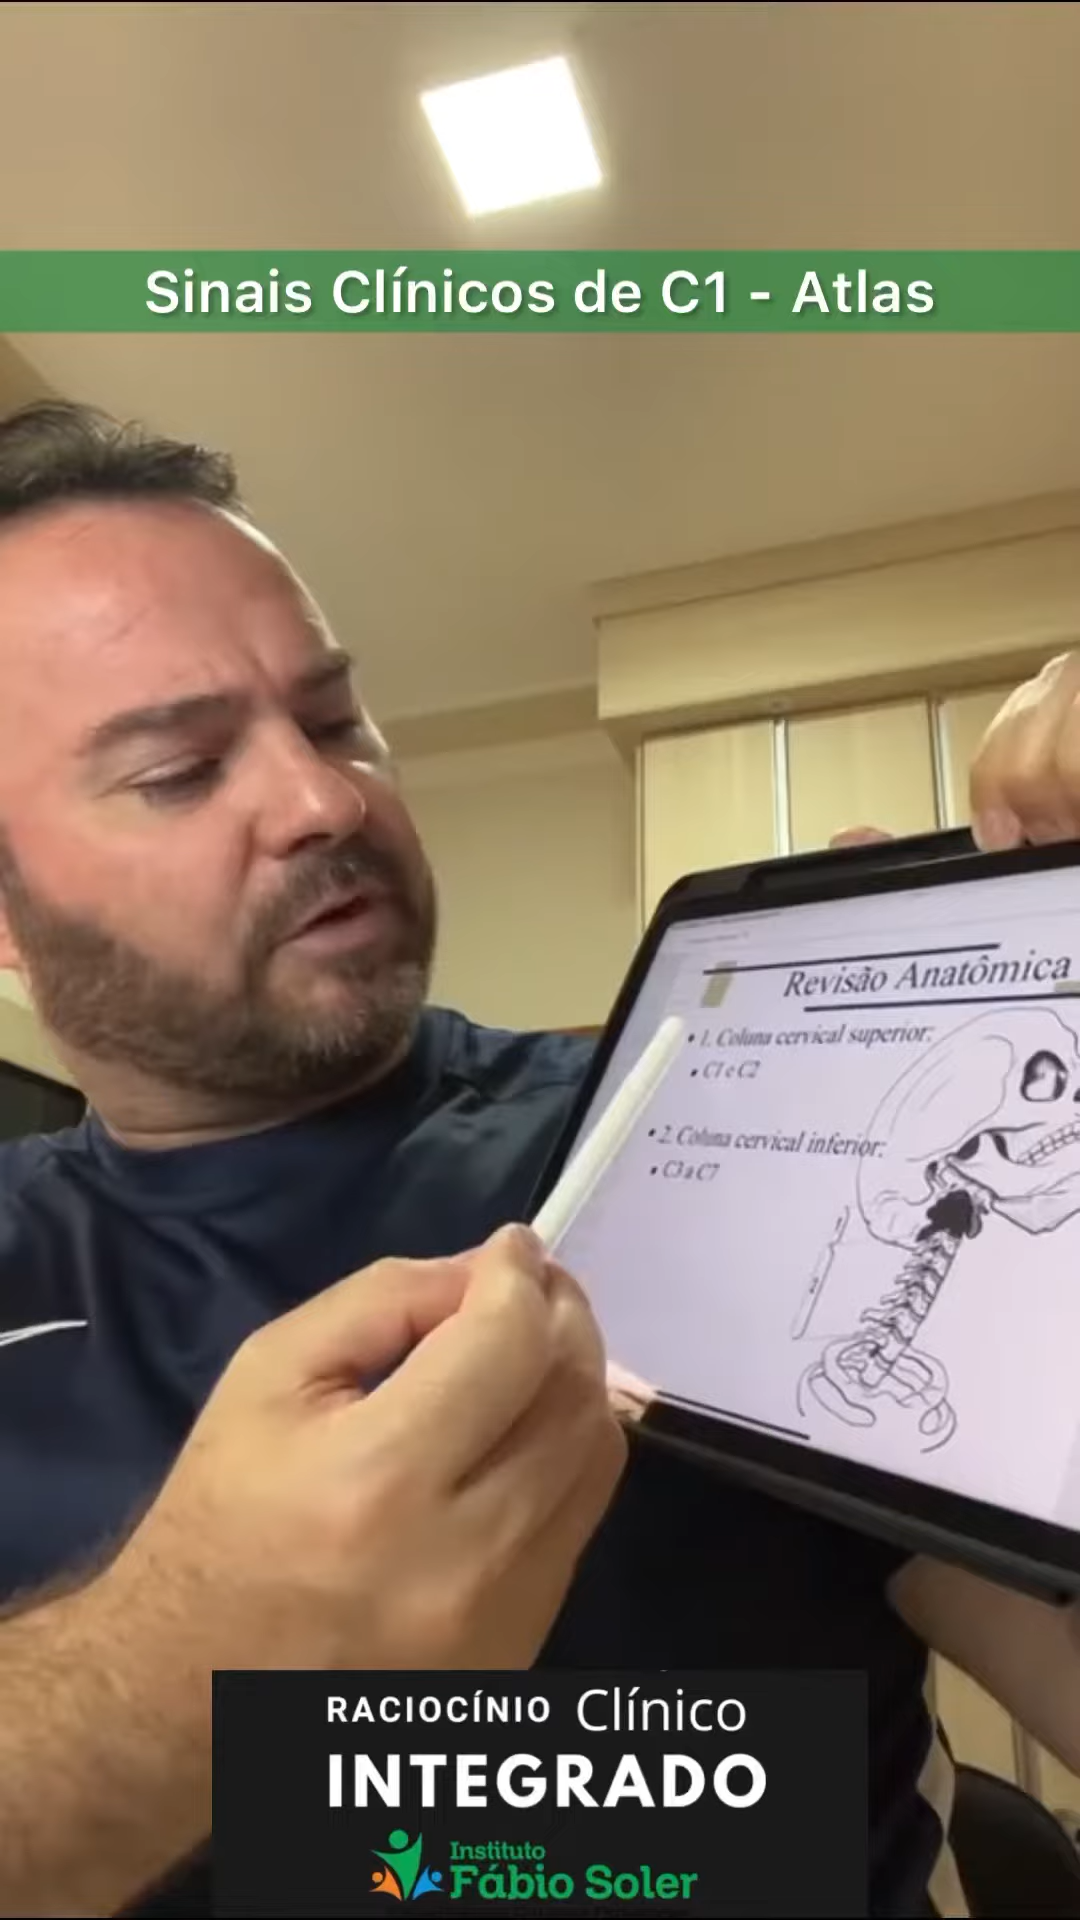 Sinais Clínicos de C1 - Atlas
Revisão Anatômica
• 1. Coluna cervical superior:
• C1 e C2
• 2. Coluna cervical inferior:
• C3 a C7
RACIOCÍNIO Clínico
INTEGRADO
Instituto
Fábio Soler